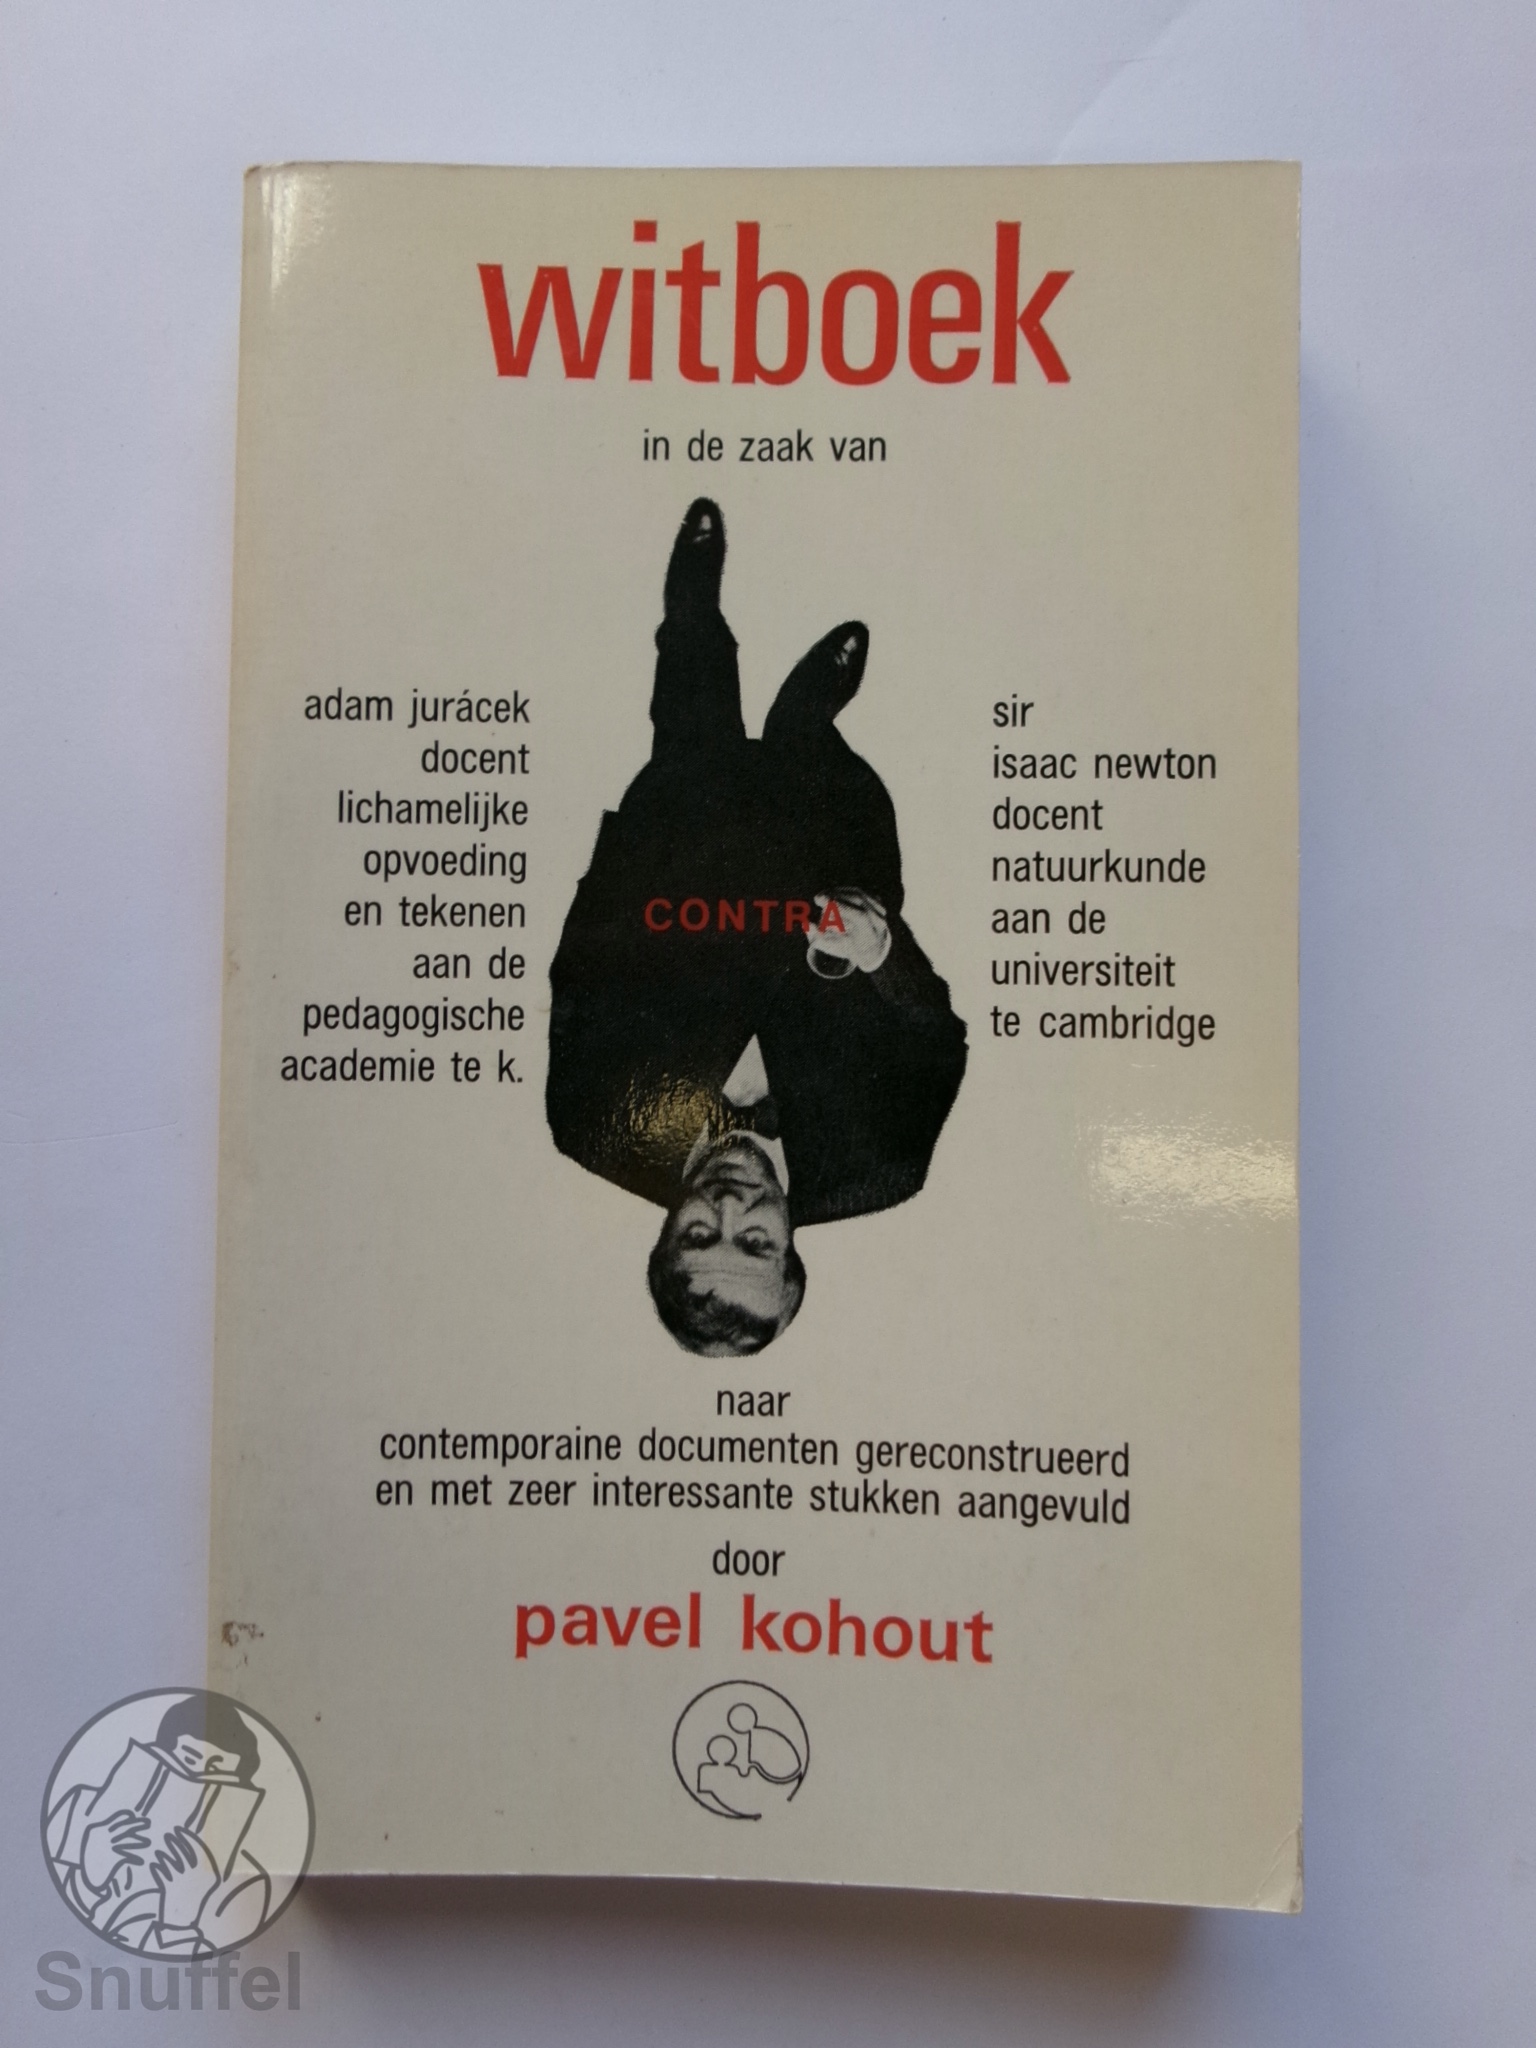 witboek
in de zaak van
adam jurácek
docent
lichamelijke
opvoeding
en tekenen
aan de
pedagogische
academie te k.
CONTRA
sir
isaac newton
docent
natuurkunde
aan de
universiteit
te cambridge
naar
contemporaine documenten gereconstrueerd
en met zeer interessante stukken aangevuld
door
pavel kohout
Snuffel